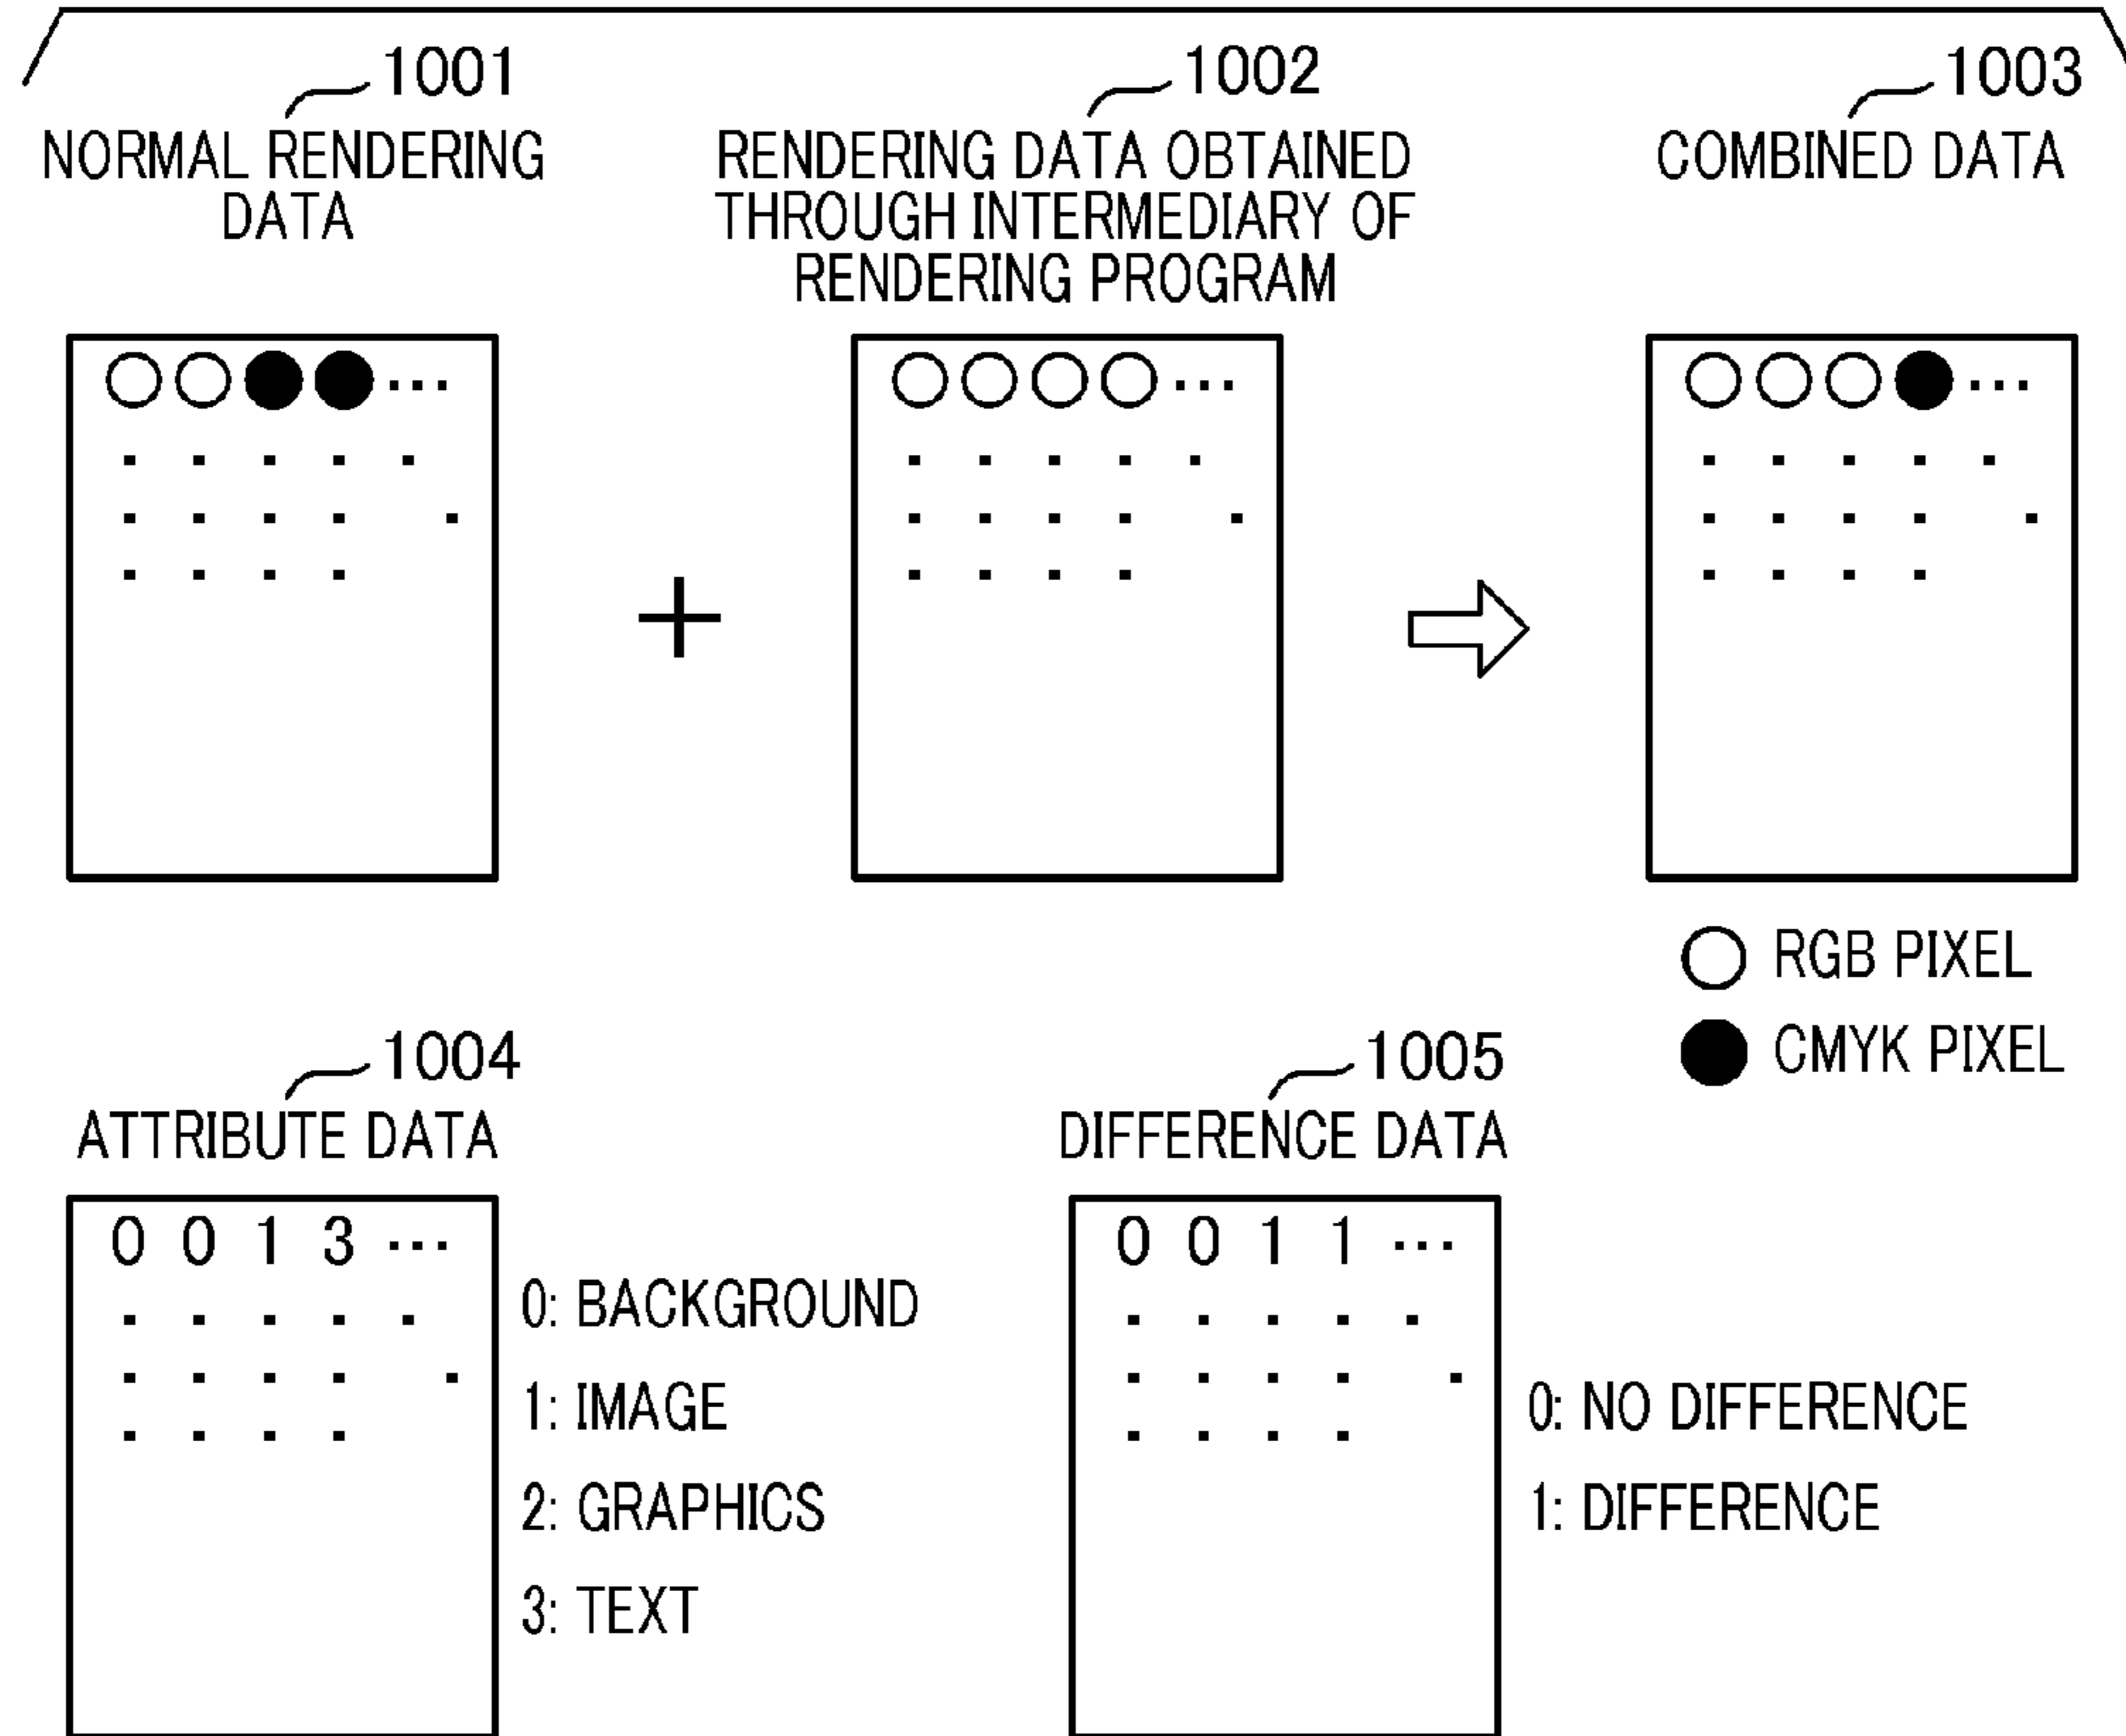 1001
NORMAL RENDERING
DATA
1002
RENDERING DATA OBTAINED
THROUGH INTERMEDIARY OF
RENDERING PROGRAM
1003
COMBINED DATA
...
...
...
+
RGB PIXEL
CMYK PIXEL
1004
ATTRIBUTE DATA
0 0 1 3 ...
0: BACKGROUND
1: IMAGE
2: GRAPHICS
3: TEXT
1005
DIFFERENCE DATA
0 0 1 1 ...
0: NO DIFFERENCE
1: DIFFERENCE